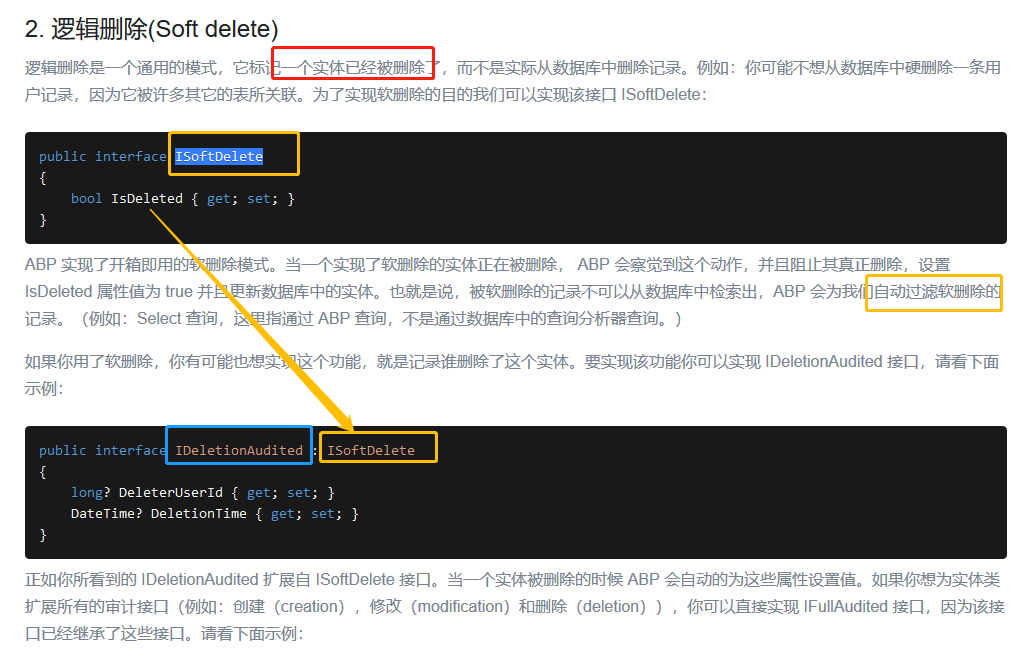 2. 逻辑删除(Soft delete)
逻辑删除是一个通用的模式，它标记一个实体已经被删除了，而不是实际从数据库中删除记录。例如：你可能不想从数据库中硬删除一条用
户记录，因为它被许多其它的表所关联。为了实现软删除的目的我们可以实现该接口 ISoftDelete：
public interface ISoftDelete
{
bool IsDeleted { get; set; }
}
ABP 实现了开箱即用的软删除模式。当一个实现了软删除的实体正在被删除， ABP 会察觉到这个动作，并且阻止其真正删除，设置
IsDeleted 属性值为 true 并且更新数据库中的实体。也就是说，被软删除的记录不可以从数据库中检索出，ABP 会为我们自动过滤软删除的
记录。（例如：Select 查询，这里指通过 ABP 查询，不是通过数据库中的查询分析器查询。）
如果你用了软删除，你有可能也想实现这个功能，就是记录谁删除了这个实体。要实现该功能你可以实现 IDeletionAudited 接口，请看下面
示例：
public interface IDeletionAudited : ISoftDelete
{
long? DeleterUserId { get; set; }
DateTime? DeletionTime { get; set; }
}
正如你所看到的 IDeletionAudited 扩展自 ISoftDelete 接口。当一个实体被删除的时候 ABP 会自动的为这些属性设置值。如果你想为实体类
扩展所有的审计接口（例如：创建（creation），修改（modification）和删除（deletion）），你可以直接实现 IFullAudited 接口，因为该接
口已经继承了这些接口。请看下面示例：